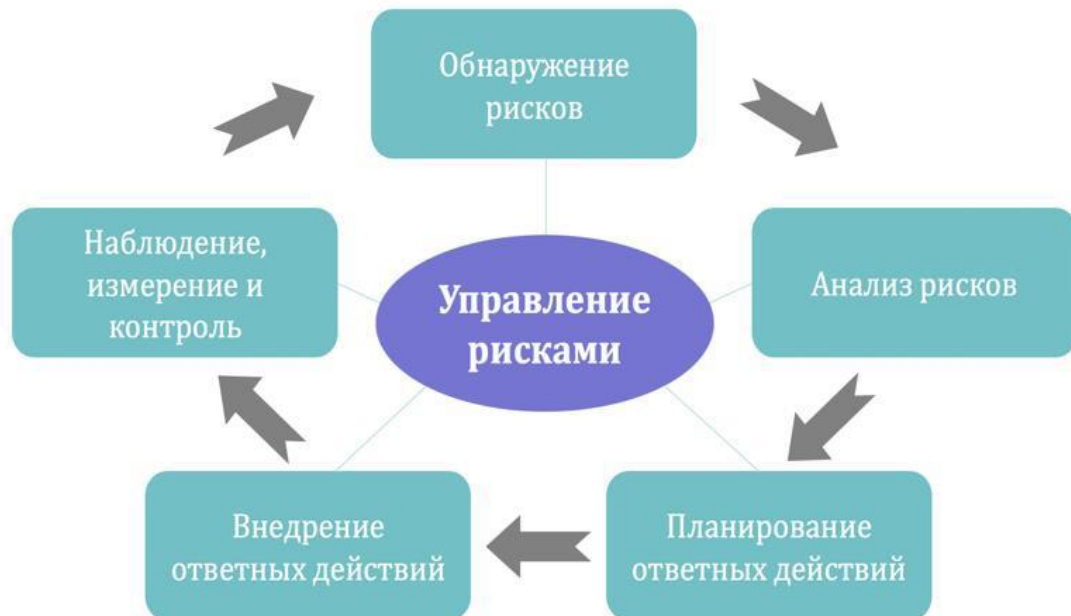 Обнаружение
рисков
Анализ рисков
Планирование
ответных действий
Внедрение
ответных действий
Наблюдение,
измерение и
контроль
Управление
рисками